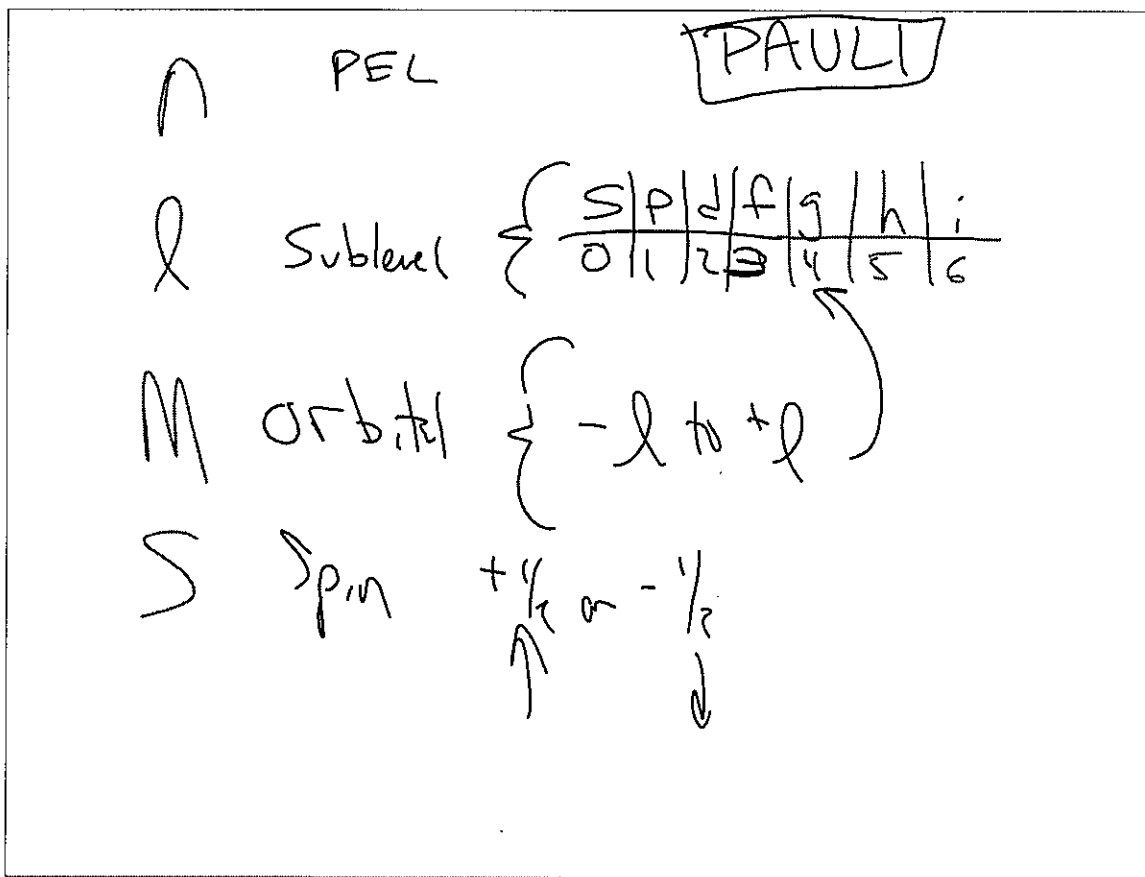 n PEL PAULI
l Sublevel { S | P | d | f | g | h | i
0 | 1 | 2 | 3 | 4 | 5 | 6
M Orbital { -l to +l
S Spin +1/2 or -1/2